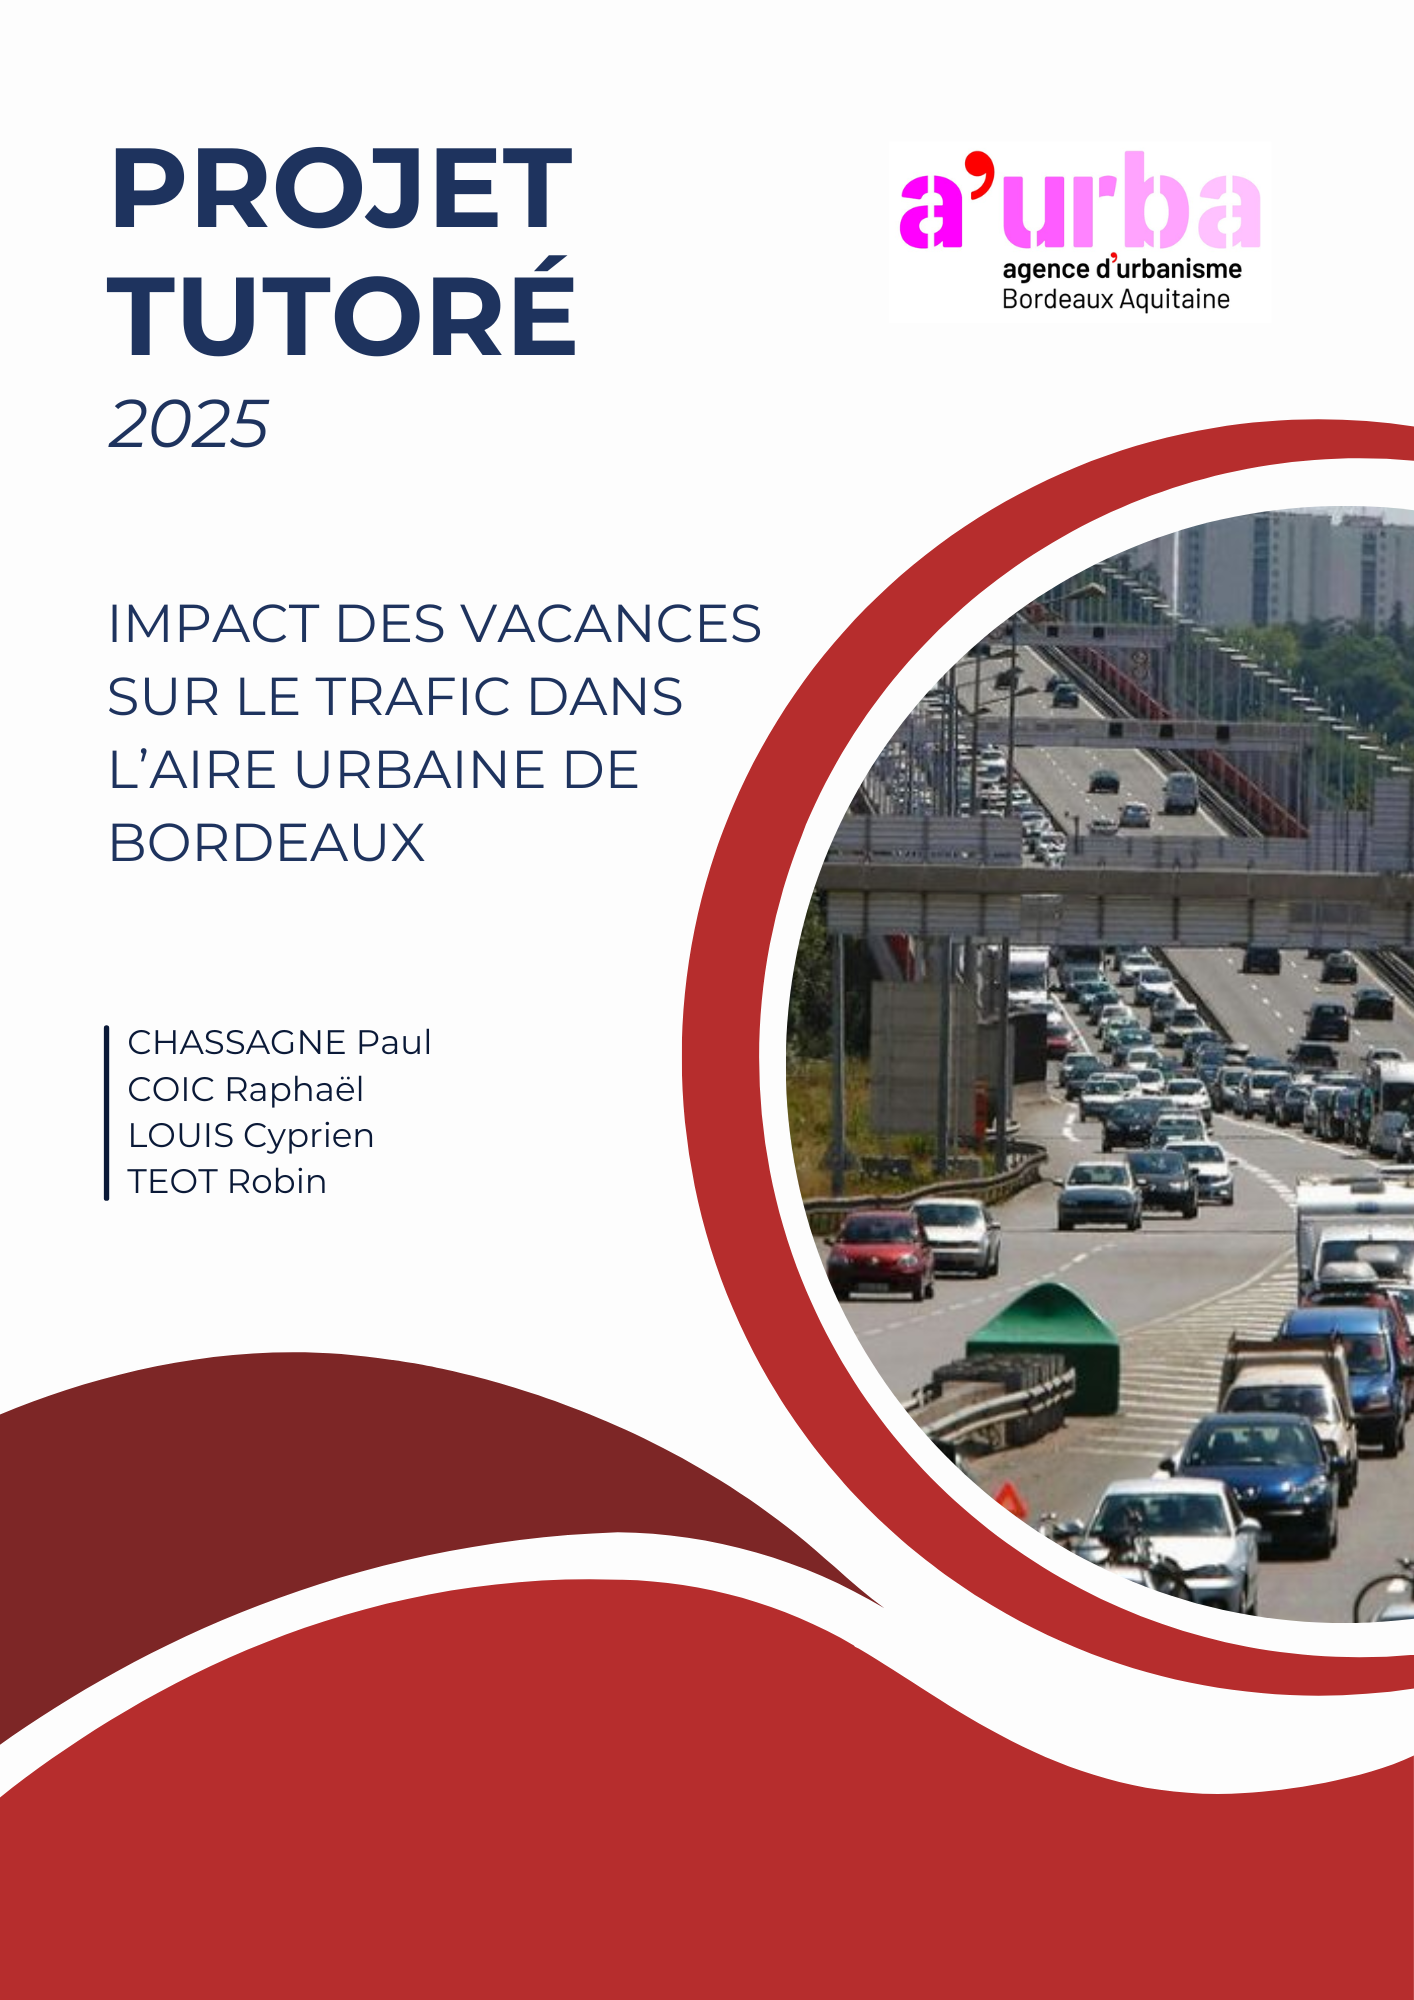 PROJET
TUTORÉ
2025
a’urba
agence d’urbanisme
Bordeaux Aquitaine
IMPACT DES VACANCES
SUR LE TRAFIC DANS
L’AIRE URBAINE DE
BORDEAUX
CHASSAGNE Paul
COIC Raphaël
LOUIS Cyprien
TEOT Robin